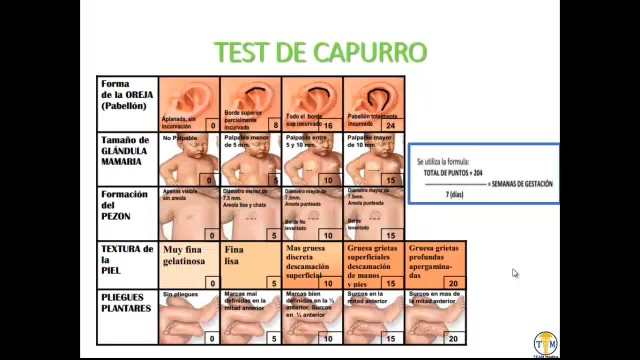 TEST DE CAPURRO
Forma
de la OREJA
(Pabellón)
Aplanada, sin
incurvación
0
Borde superior
parcialmente
incurvado
8
Todo el borde
sup incurvado
16
Pabellón totalmente
incurvado
24
Tamaño de
GLÁNDULA
MAMARIA
No Palpable
0
Palpable menor
de 5 mm.
5
Palpable entre
5 y 10 mm.
10
Palpable mayor
de 10 mm.
15
Formación
del
PEZON
Apenas visible
sin areola
0
Diámetro menor de
7.5 mm.
Areola lisa y chata
5
Diámetro mayor de
7.5mm.
Areola punteada
Borde No
levantado
10
Diámetro mayor de
7.5mm.
Areola punteada
Borde
levantado
15
TEXTURA de
la
PIEL
Muy fina
gelatinosa
0
Fina
lisa
5
Mas gruesa
discreta
descamación
superficial
10
Gruesa grietas
superficiales
descamación
de manos
y pies
15
Gruesa grietas
profundas
apergamina-
das
20
PLIEGUES
PLANTARES
Sin pliegues
0
Marcas mal
definidas en la
mitad anterior
5
Marcas bien
definidas en la ½
anterior, Surcos
en ½ anterior
10
Surcos en la
mitad anterior
15
Surcos en mas de
la mitad anterior
20
Se utiliza la formula:
TOTAL DE PUNTOS + 204
= SEMANAS DE GESTACIÓN
7 (días)
TM